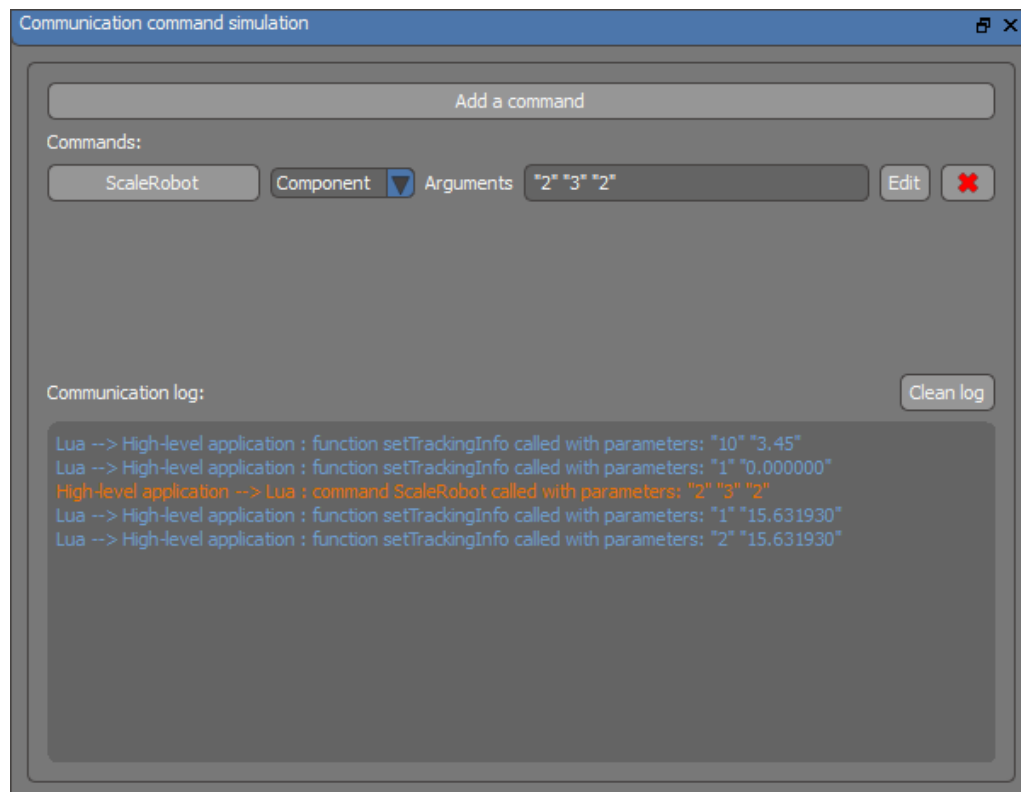 Communication command simulation
Add a command
Commands:
ScaleRobot Component Arguments "2" "3" "2" Edit
Communication log: Clean log
Lua --> High-level application : function setTrackingInfo called with parameters: "10" "3.45"
Lua --> High-level application : function setTrackingInfo called with parameters: "1" "0.000000"
High-level application --> Lua : command ScaleRobot called with parameters: "2" "3" "2"
Lua --> High-level application : function setTrackingInfo called with parameters: "1" "15.631930"
Lua --> High-level application : function setTrackingInfo called with parameters: "2" "15.631930"